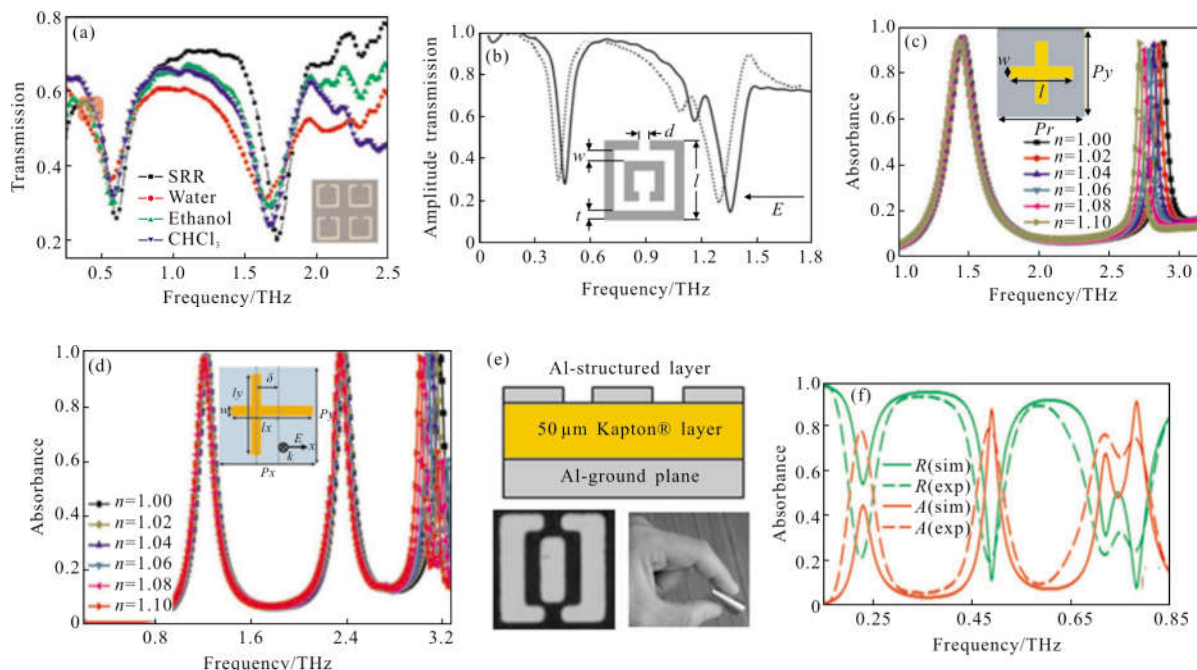 (a)
0.8
0.6
0.4
0.2
Transmission
SRR
Water
Ethanol
CHCl₃
0.5
1.0
1.5
2.0
2.5
Frequency/THz
(b)
1.0
0.8
0.6
0.4
0.2
0
Amplitude transmission
d
w
l
t
E
0
0.3
0.6
0.9
1.2
1.5
1.8
Frequency/THz
(c)
1.0
0.8
0.6
0.4
0.2
0
Absorbance
w
l
Py
Pr
n=1.00
n=1.02
n=1.04
n=1.06
n=1.08
n=1.10
1.0
1.5
2.0
2.5
3.0
Frequency/THz
(d)
1.0
0.8
0.6
0.4
0.2
0
Absorbance
ly
δ
w
lx
Py
E
x
k
Px
n=1.00
n=1.02
n=1.04
n=1.06
n=1.08
n=1.10
0.8
1.6
2.4
3.2
Frequency/THz
(e)
Al-structured layer
50 μm Kapton® layer
Al-ground plane
(f)
1.0
0.8
0.6
0.4
0.2
0
Absorbance
R(sim)
R(exp)
A(sim)
A(exp)
0.25
0.45
0.65
0.85
Frequency/THz